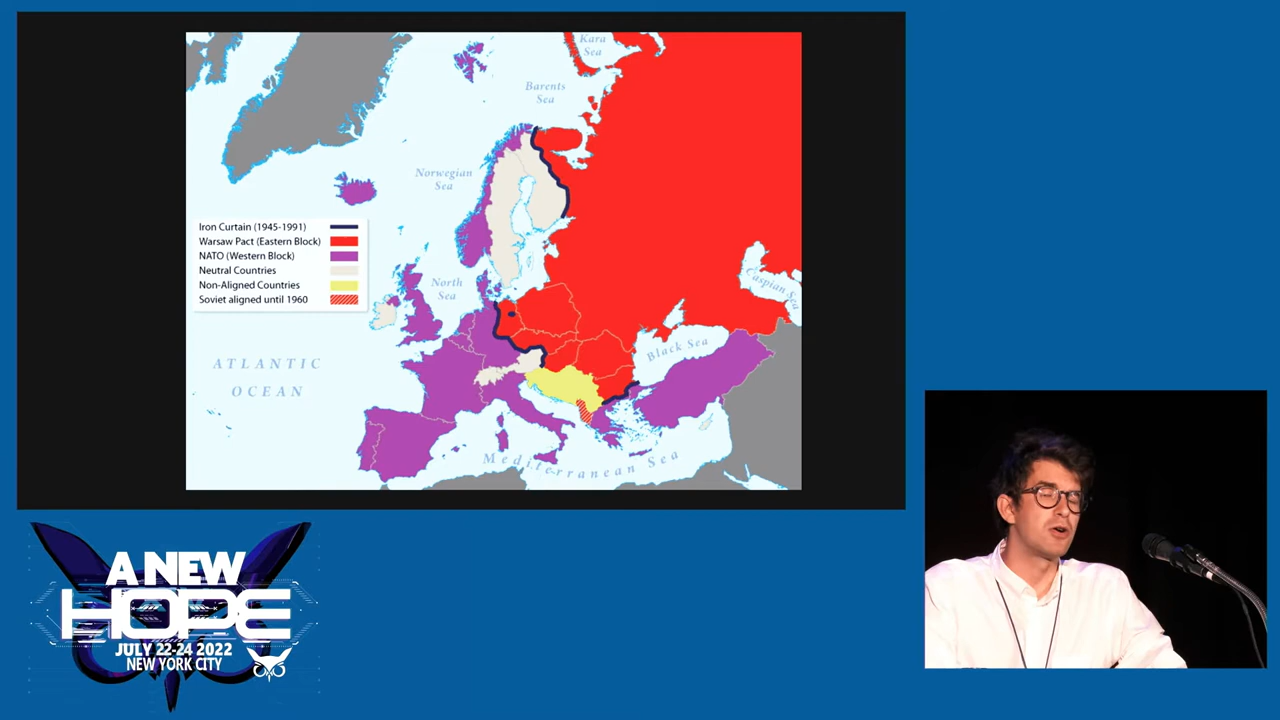 Kara
Sea
Barents
Sea
Norwegian
Sea
Iron Curtain (1945-1991)
Warsaw Pact (Eastern Block)
NATO (Western Block)
Neutral Countries
Non-Aligned Countries
Soviet aligned until 1960
North
Sea
Caspian Sea
Black Sea
ATLANTIC
OCEAN
Mediterranean Sea
A NEW
HOPE
JULY 22-24 2022
NEW YORK CITY